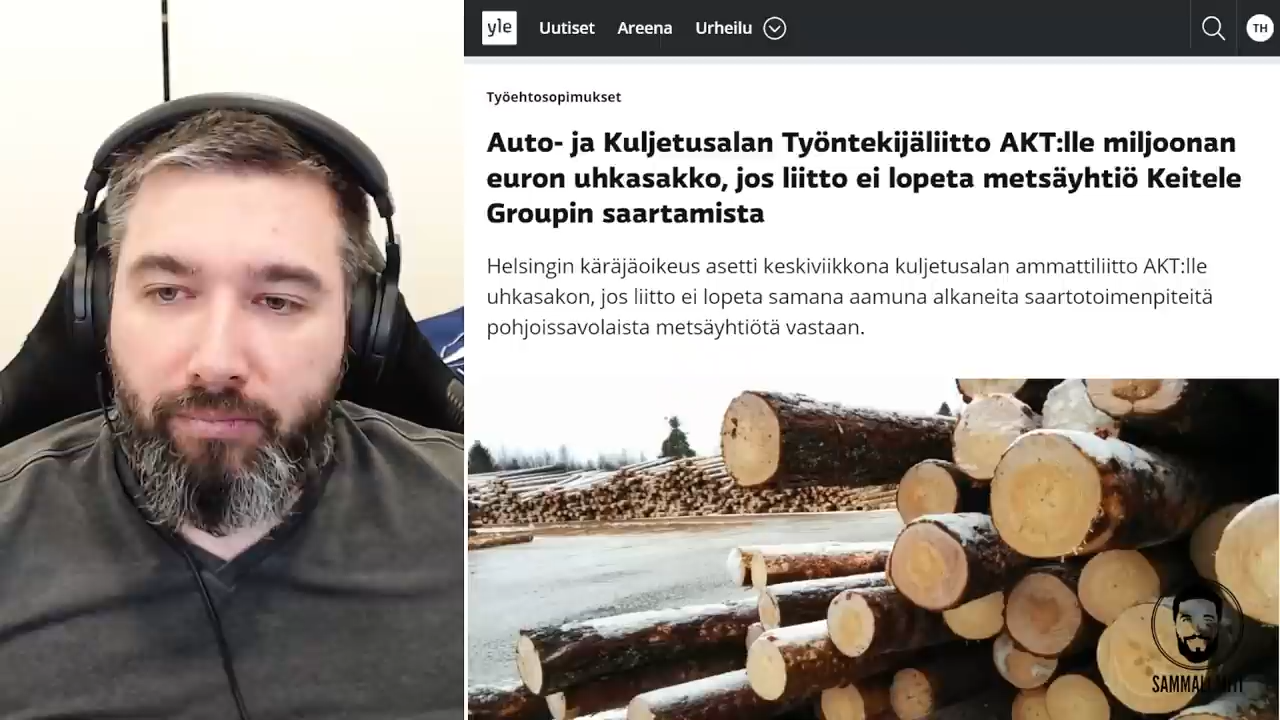 yle Uutiset Areena Urheilu TH
Työehtosopimukset
Auto- ja Kuljetusalan Työntekijäliitto AKT:lle miljoonan
euron uhkasakko, jos liitto ei lopeta metsäyhtiö Keitele
Groupin saartamista
Helsingin käräjäoikeus asetti keskiviikkona kuljetusalan ammattiliitto AKT:lle
uhkasakon, jos liitto ei lopeta samana aamuna alkaneita saartotoimenpiteitä
pohjoissavolaista metsäyhtiötä vastaan.